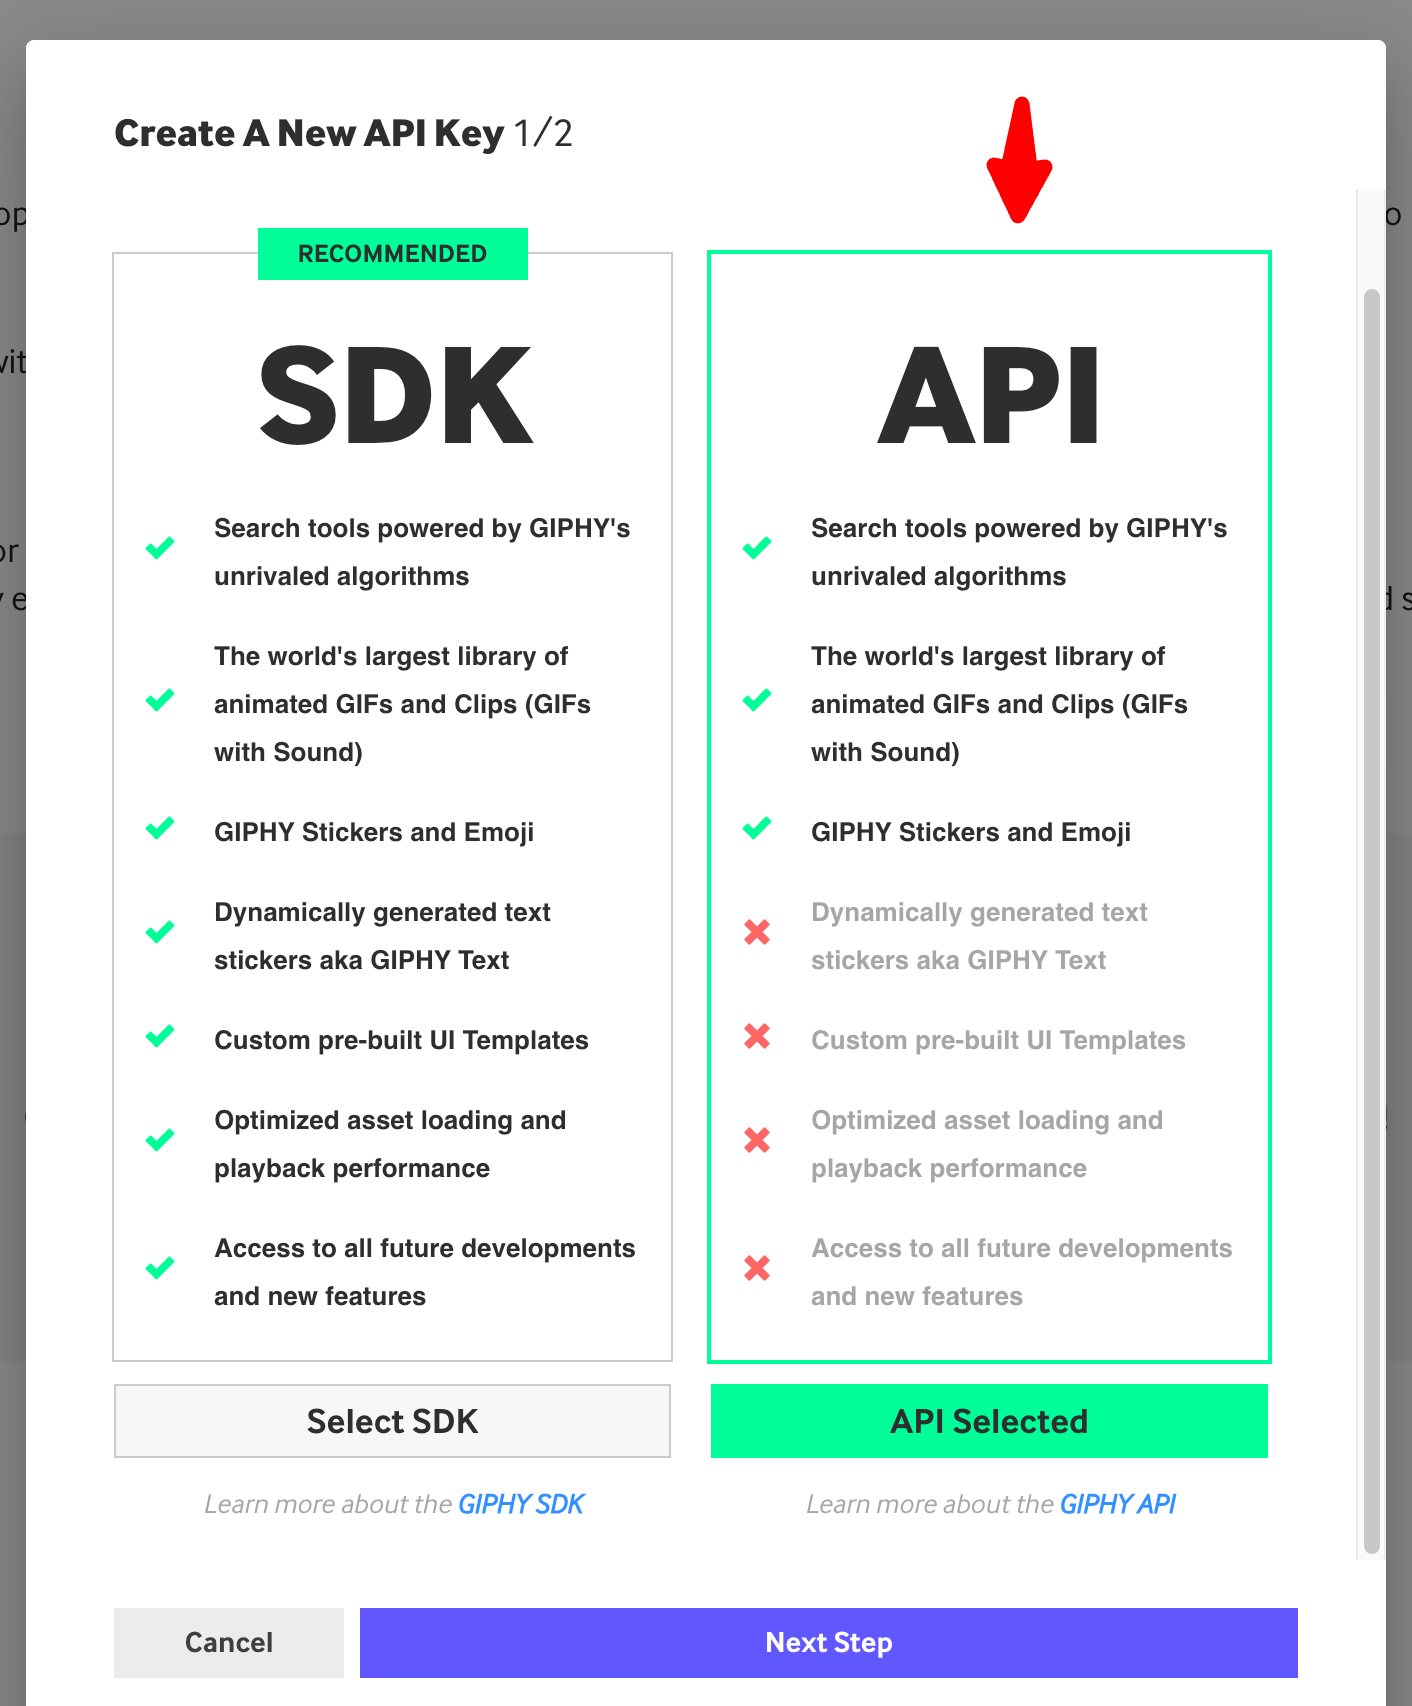 Create A New API Key 1/2
RECOMMENDED
SDK
Search tools powered by GIPHY's
unrivaled algorithms
The world's largest library of
animated GIFs and Clips (GIFs
with Sound)
GIPHY Stickers and Emoji
Dynamically generated text
stickers aka GIPHY Text
Custom pre-built UI Templates
Optimized asset loading and
playback performance
Access to all future developments
and new features
Select SDK
Learn more about the GIPHY SDK
API
Search tools powered by GIPHY's
unrivaled algorithms
The world's largest library of
animated GIFs and Clips (GIFs
with Sound)
GIPHY Stickers and Emoji
Dynamically generated text
stickers aka GIPHY Text
Custom pre-built UI Templates
Optimized asset loading and
playback performance
Access to all future developments
and new features
API Selected
Learn more about the GIPHY API
Cancel
Next Step